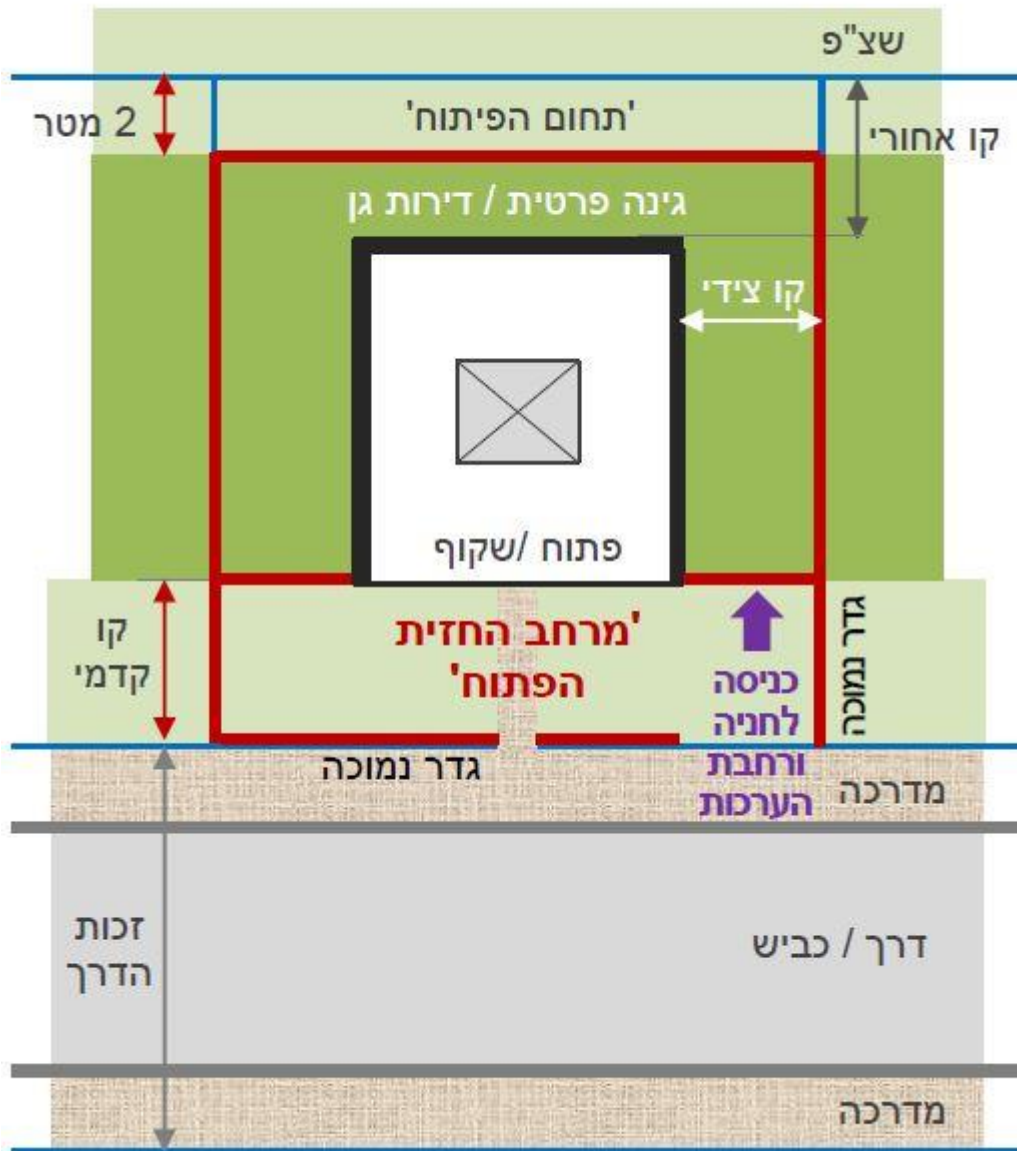 שצ"פ
'תחום הפיתוח'
2 מטר
קו אחורי
גינה פרטית / דירות גן
קו צידי
פתוח /שקוף
'מרחב החזית
הפתוח'
קו
קדמי
כניסה
לחניה
ורחבת
הערכות
גדר נמוכה
גדר נמוכה
מדרכה
זכות
הדרך
דרך / כביש
מדרכה